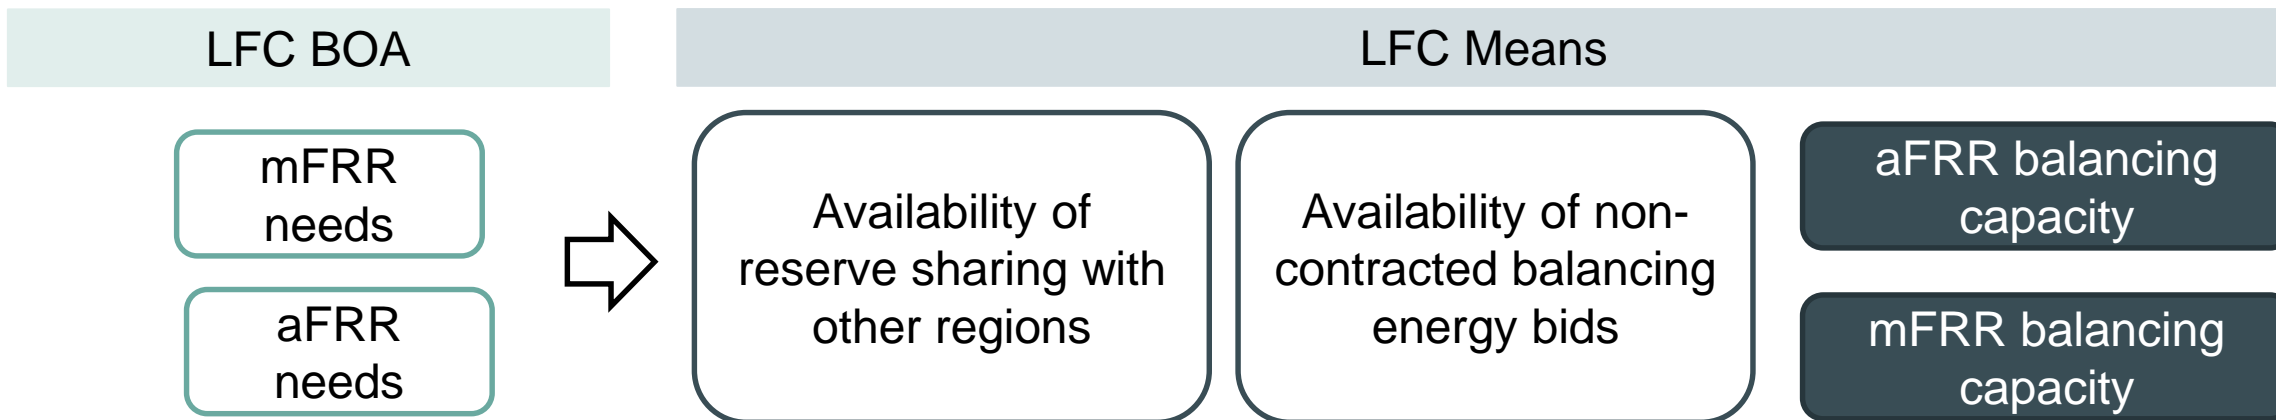 LFC BOA
LFC Means
mFRR
needs
aFRR
needs
Availability of
reserve sharing with
other regions
Availability of non-
contracted balancing
energy bids
aFRR balancing
capacity
mFRR balancing
capacity